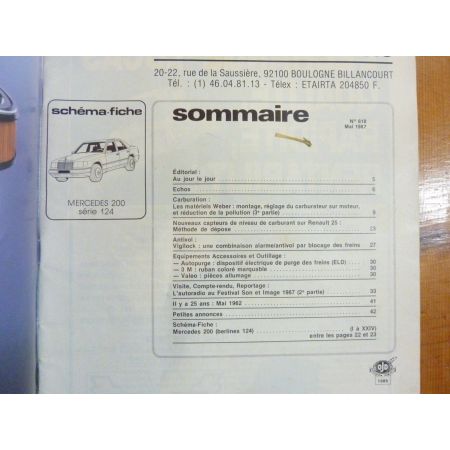 20-22, rue de la Saussière, 92100 BOULOGNE BILLANCOURT
Tél. : (1) 46.04.81.13 - Télex : ETAIRTA 204850 F.
schéma-fiche
MERCEDES 200
série 124
sommaire
N° 618
Mai 1987
Éditorial :
Au jour le jour 5
Echos 6
Carburation :
Les matériels Weber : montage, réglage du carburateur sur moteur,
et réduction de la pollution (3e partie) 9
Nouveaux capteurs de niveau de carburant sur Renault 25 :
Méthode de dépose 23
Antivol :
Vigilock : une combinaison alarme/antivol par blocage des freins 27
Equipements Accessoires et Outillage :
— Autopurge : dispositif électrique de purge des freins (ELD) 30
— 3 M : ruban coloré marquable 30
— Valeo : pièces allumage 30
Visite, Compte-rendu, Reportage :
L'autoradio au Festival Son et Image 1987 (2e partie) 33
Il y a 25 ans : Mai 1962 41
Petites annonces 42
Schéma-Fiche :
Mercedes 200 (berlines 124) (I à XXIV)
entre les pages 22 et 23
OJD